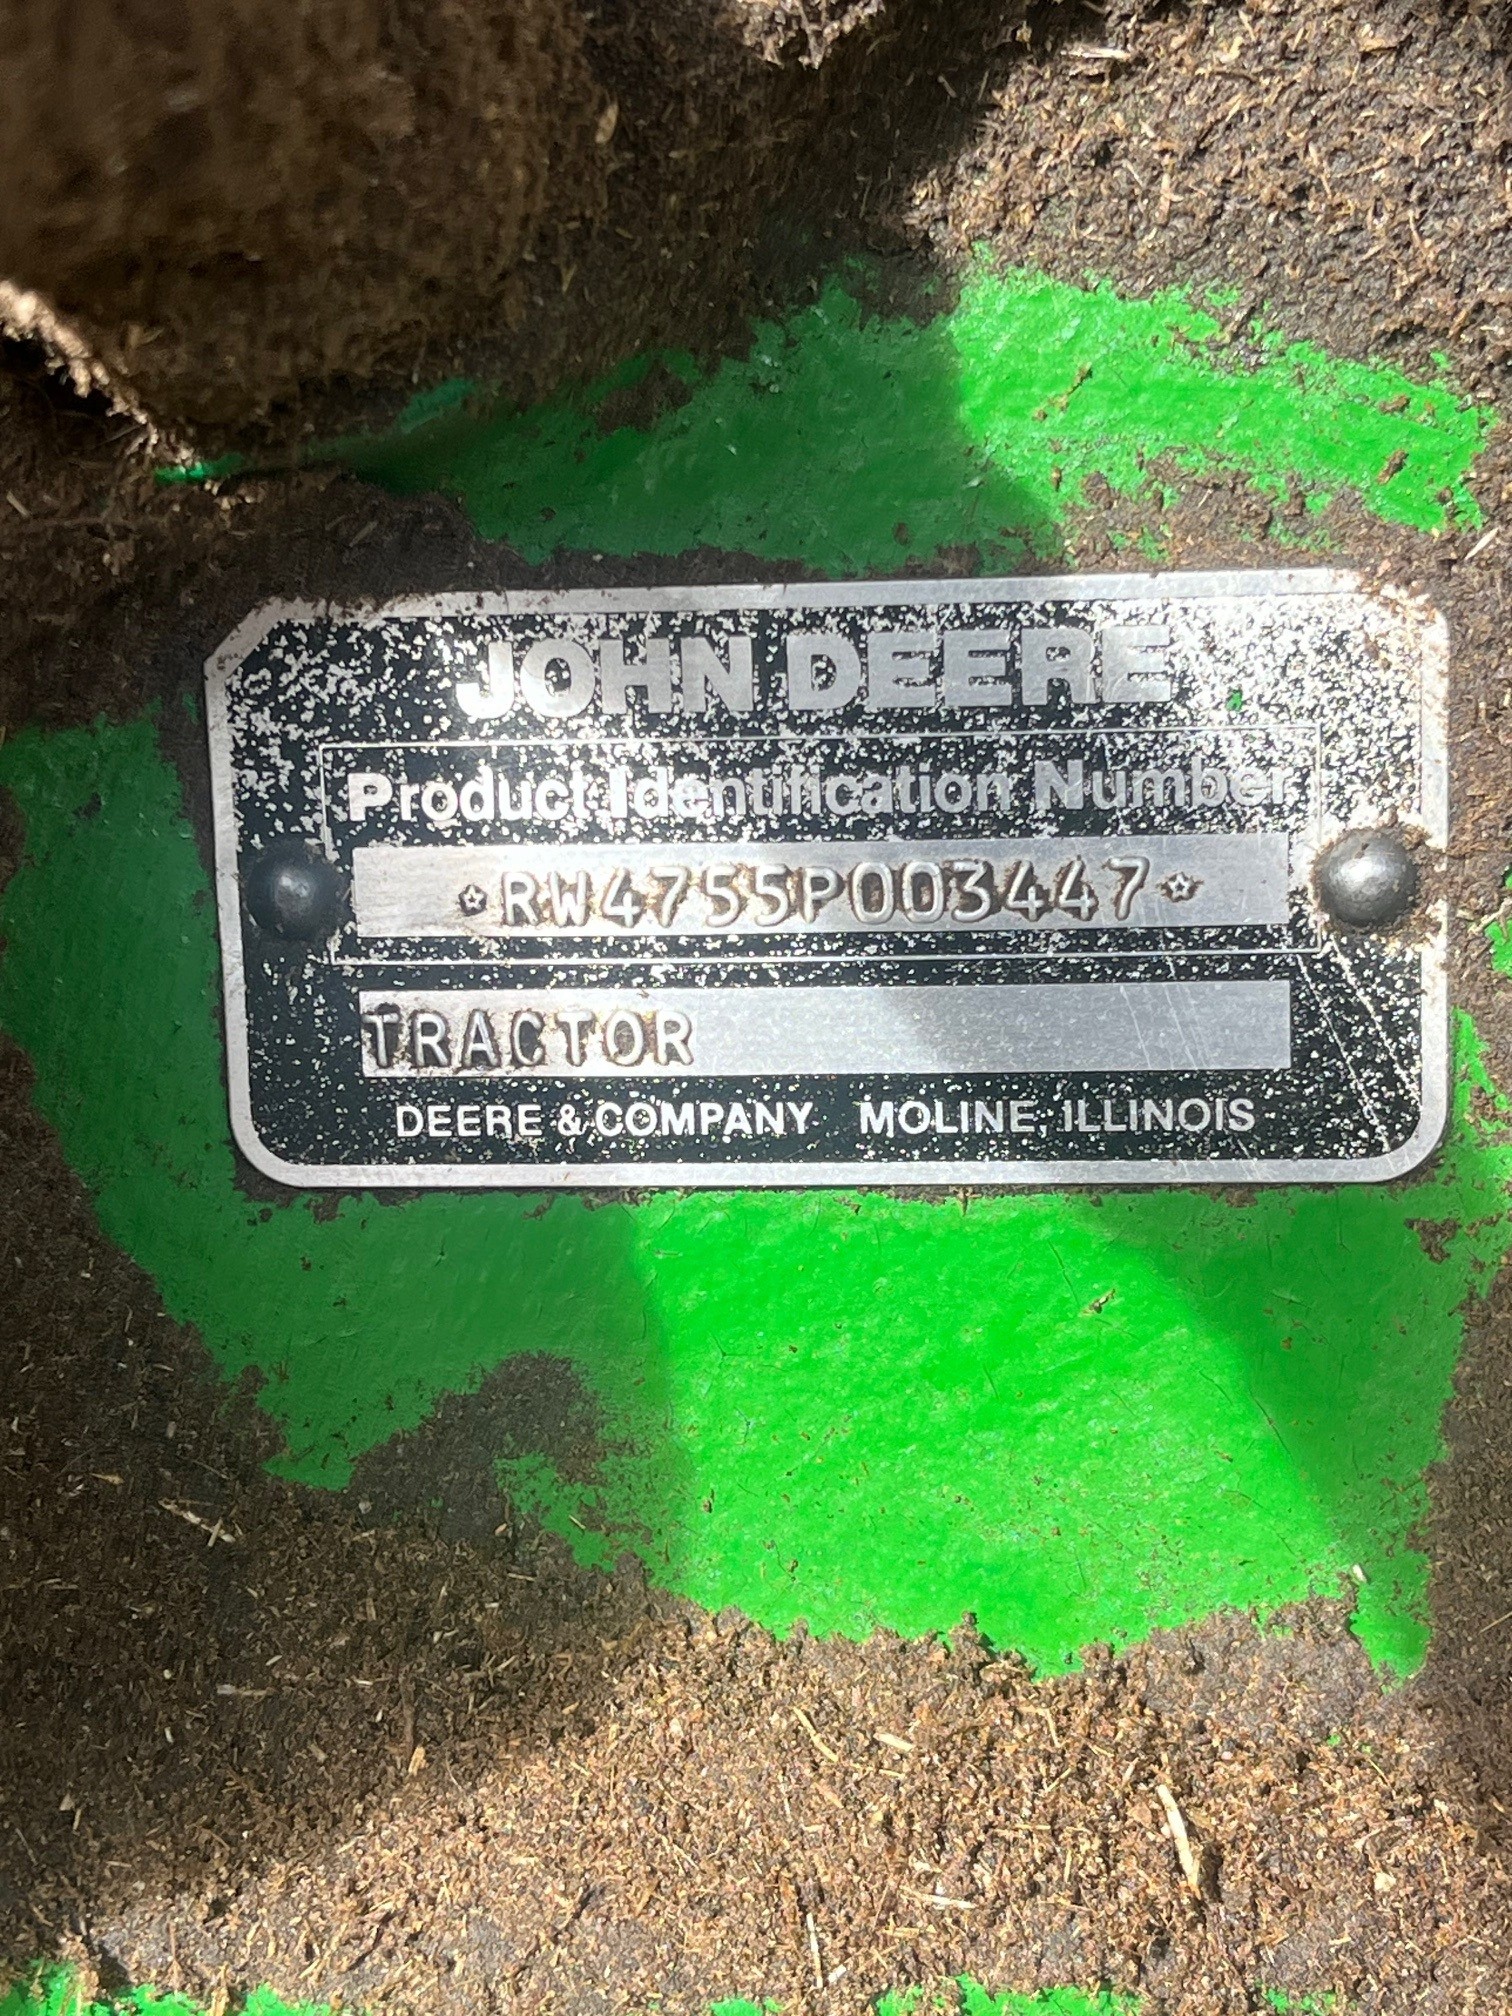 JOHN DEERE
Product Identification Number
*RW4755P003447*
TRACTOR
DEERE & COMPANY MOLINE, ILLINOIS